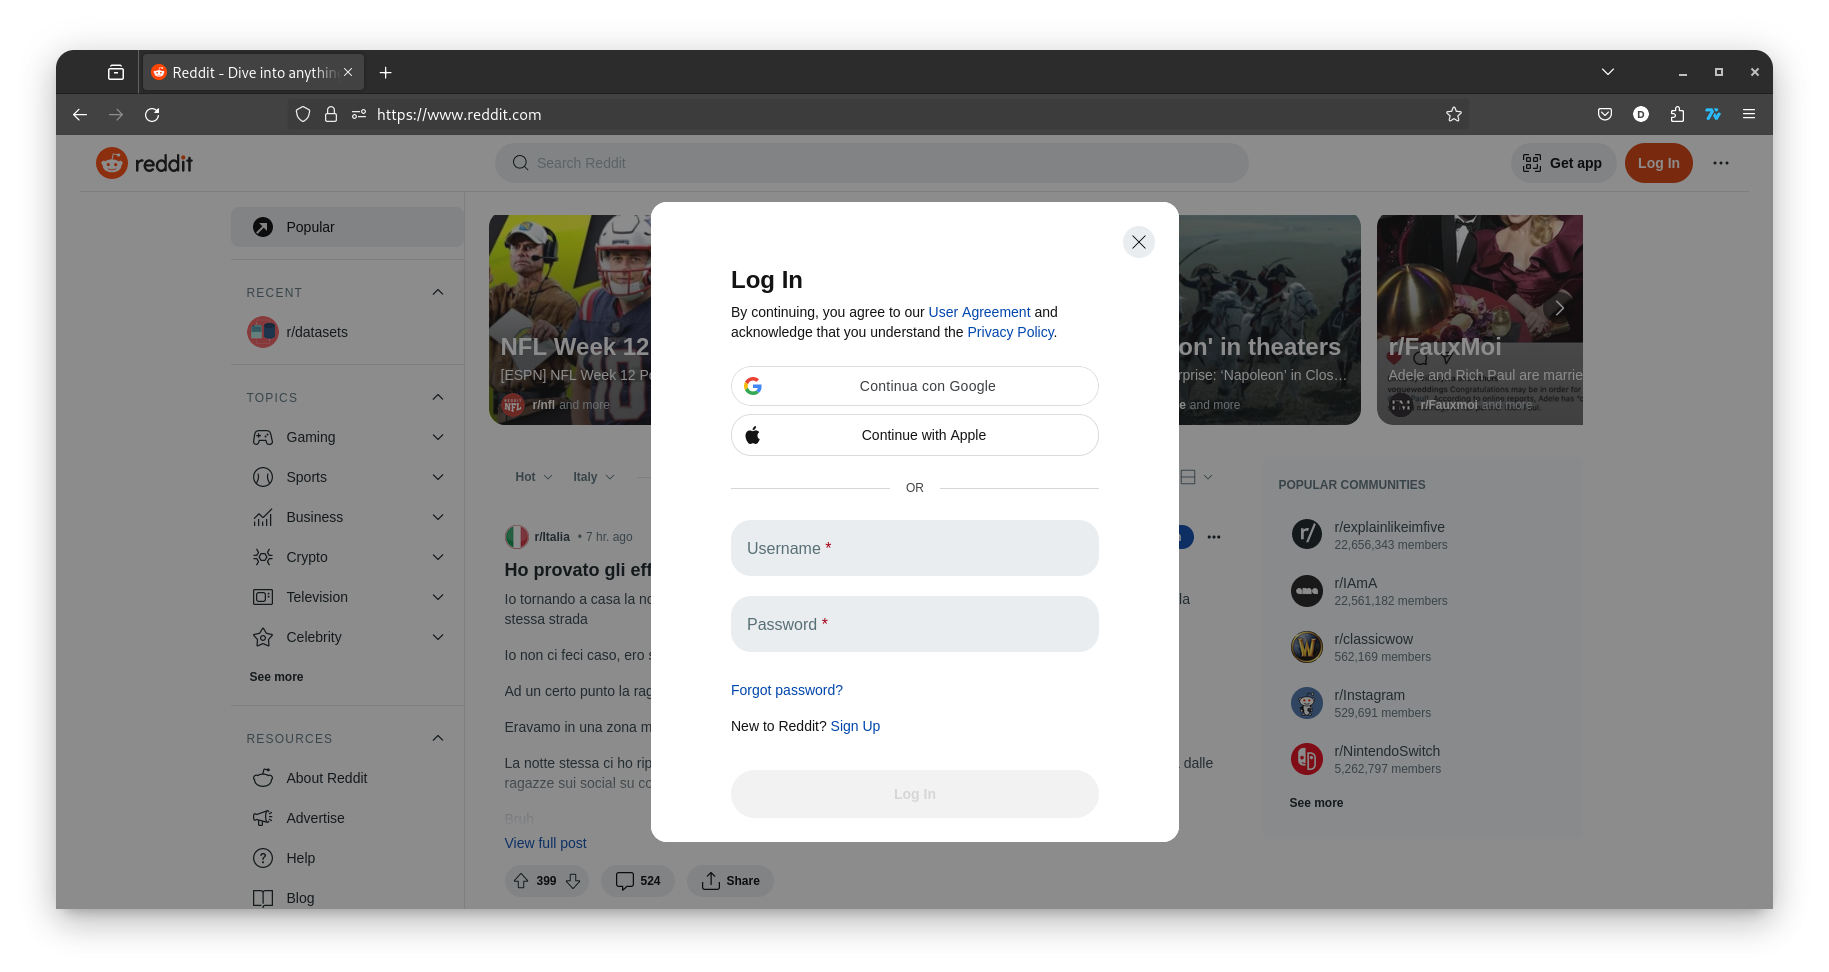 Reddit - Dive into anythin
https://www.reddit.com
reddit
Search Reddit
Get app
Log In
Popular
RECENT
r/datasets
TOPICS
Gaming
Sports
Business
Crypto
Television
Celebrity
See more
RESOURCES
About Reddit
Advertise
Help
Blog
NFL Week 12
[ESPN] NFL Week 12
r/nfl and more
on' in theaters
rprise: ‘Napoleon’ in Clos…
e and more
r/FauxMoi
Adele and Rich Paul are marrie
r/Fauxmoi and more
Hot
Italy
r/Italia • 7 hr. ago
Ho provato gli eff
Io tornando a casa la no
la
stessa strada
Io non ci feci caso, ero s
Ad un certo punto la rag
Eravamo in una zona m
La notte stessa ci ho rip
dalle
ragazze sui social su co
Bruh
View full post
399
524
Share
Log In
By continuing, you agree to our User Agreement and
acknowledge that you understand the Privacy Policy.
Continua con Google
Continue with Apple
OR
Username *
Password *
Forgot password?
New to Reddit? Sign Up
Log In
POPULAR COMMUNITIES
r/explainlikeimfive
22,656,343 members
r/IAmA
22,561,182 members
r/classicwow
562,169 members
r/Instagram
529,691 members
r/NintendoSwitch
5,262,797 members
See more